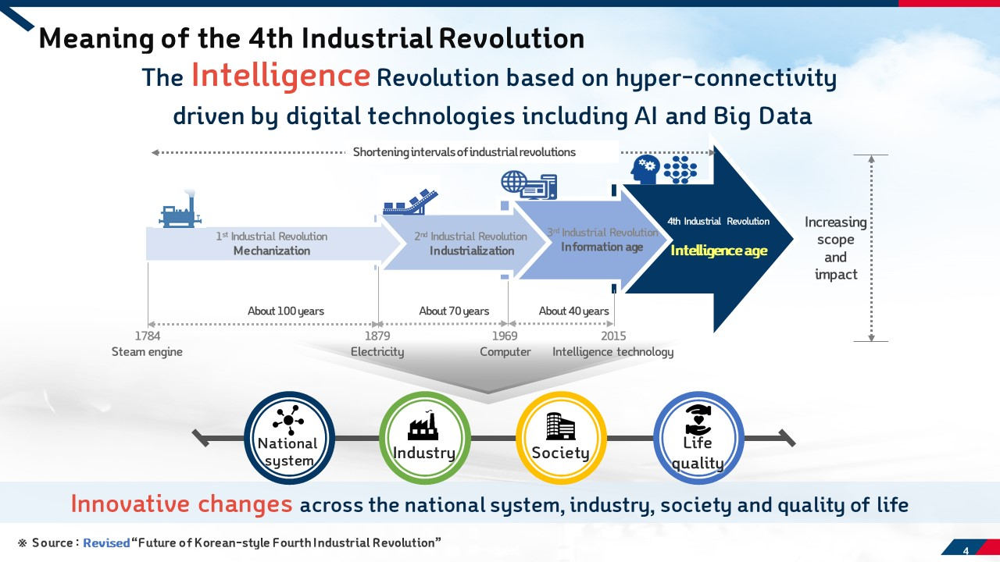 Meaning of the 4th Industrial Revolution
The Intelligence Revolution based on hyper-connectivity
driven by digital technologies including AI and Big Data
Shortening intervals of industrial revolutions
1st Industrial Revolution
Mechanization
2nd Industrial Revolution
Industrialization
3rd Industrial Revolution
Information age
4th Industrial Revolution
Intelligence age
Increasing
scope
and
impact
About 100 years
About 70 years
About 40 years
1784
Steam engine
1879
Electricity
1969
Computer
2015
Intelligence technology
National
system
Industry
Society
Life
quality
Innovative changes across the national system, industry, society and quality of life
※ Source : Revised “Future of Korean-style Fourth Industrial Revolution”
4